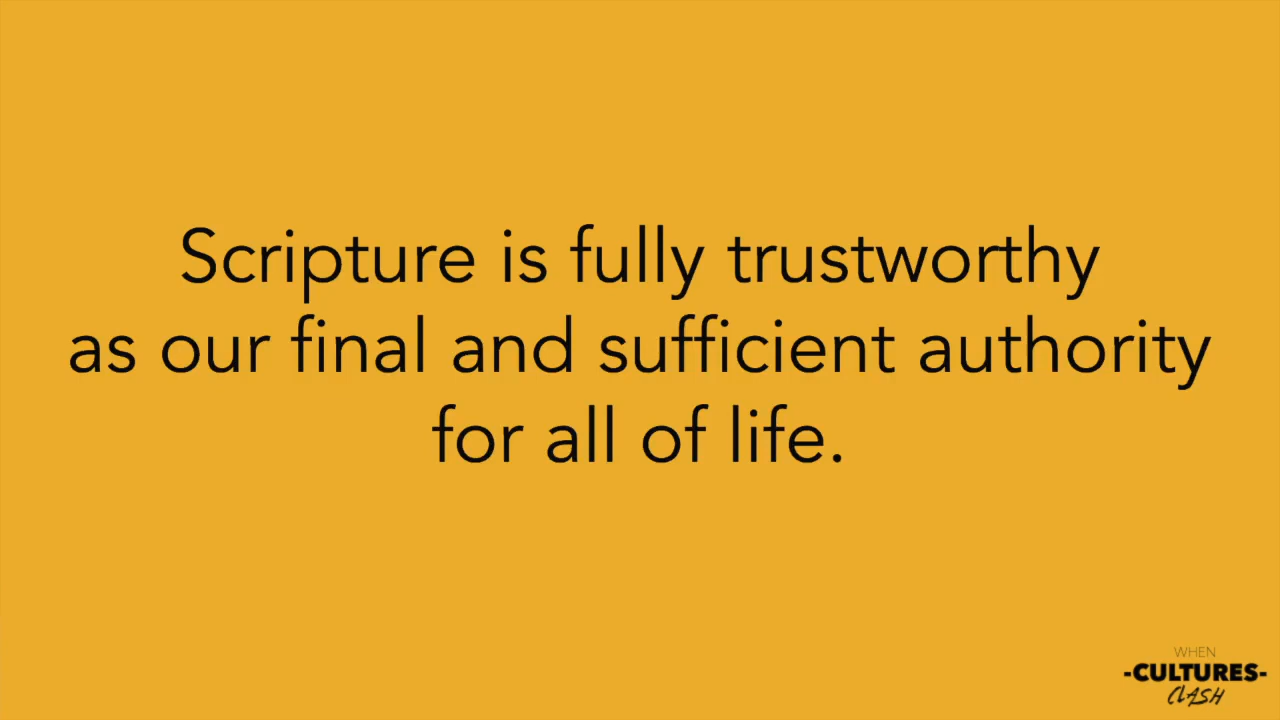 Scripture is fully trustworthy
as our final and sufficient authority
for all of life.
WHEN
-CULTURES-
CLASH